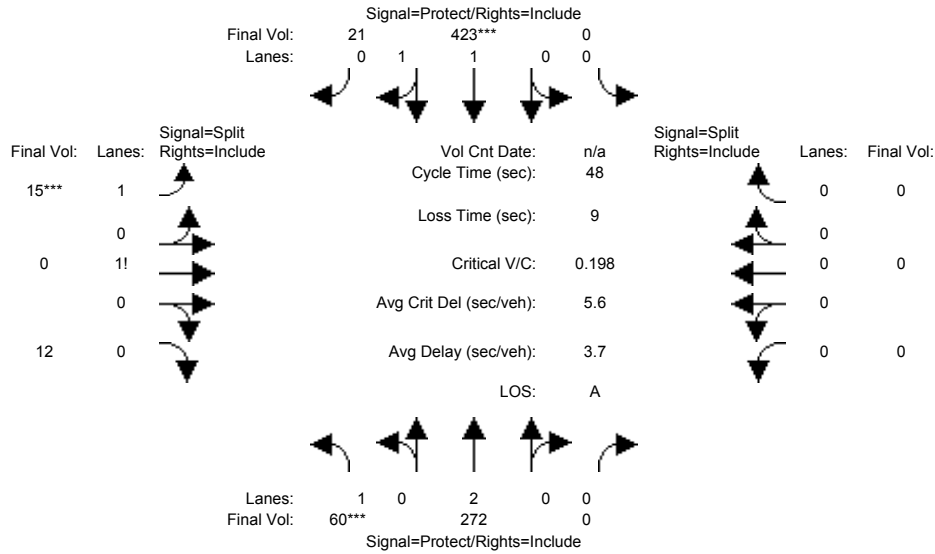 Signal=Protect/Rights=Include
Final Vol: 21 423*** 0
Lanes: 0 1 1 0 0
Signal=Split
Rights=Include
Final Vol: Lanes:
15*** 1
0
0 1!
0
12 0
Vol Cnt Date: n/a
Cycle Time (sec): 48
Loss Time (sec): 9
Critical V/C: 0.198
Avg Crit Del (sec/veh): 5.6
Avg Delay (sec/veh): 3.7
LOS: A
Signal=Split
Rights=Include
Lanes: Final Vol:
0 0
0
0 0
0
0 0
Lanes: 1 0 2 0 0
Final Vol: 60*** 272 0
Signal=Protect/Rights=Include